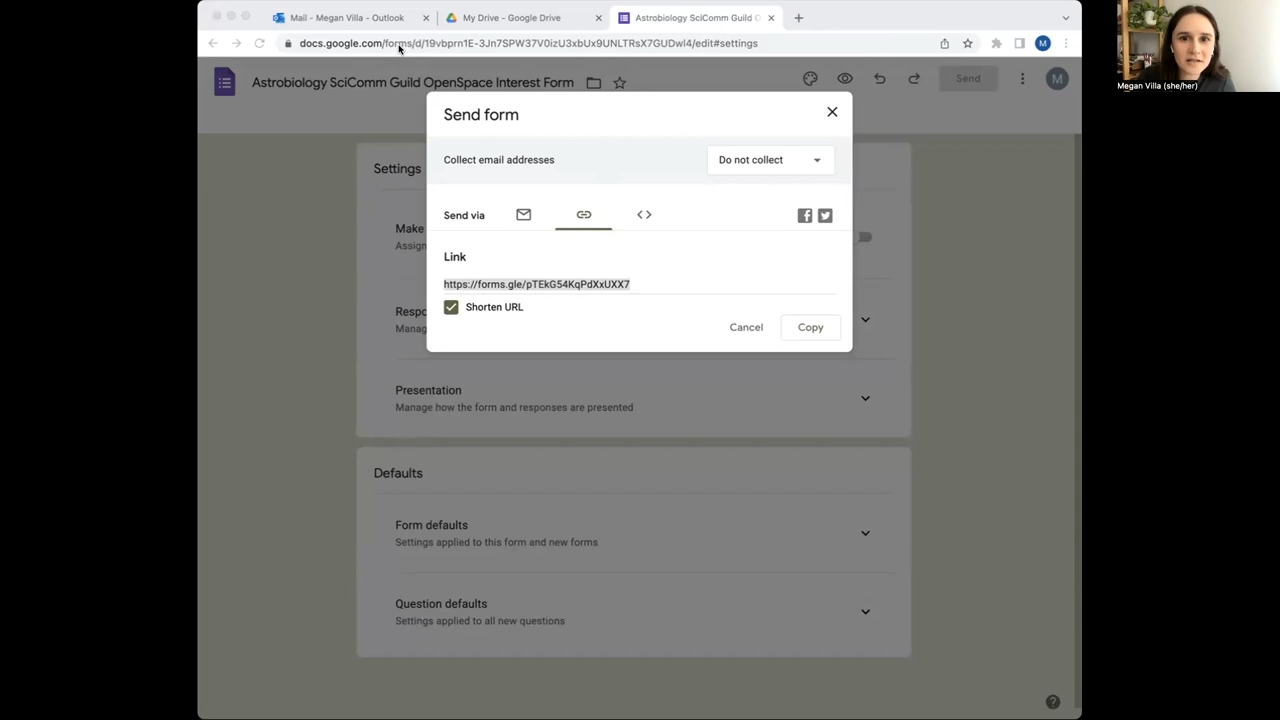 Mail - Megan Villa - Outlook
My Drive - Google Drive
Astrobiology SciComm Guild O
docs.google.com/forms/d/19vbprn1E-3Jn7SPW37V0izU3xbUx9UNLTRsX7GUDwl4/edit#settings
M
Megan Villa (she/her)
Astrobiology SciComm Guild OpenSpace Interest Form
Send
M
Send form
Collect email addresses
Do not collect
Settings
Send via
Make
Assign
Link
https://forms.gle/pTEkG54KqPdXxUXX7
Shorten URL
Respo
Manag
Cancel
Copy
Presentation
Manage how the form and responses are presented
Defaults
Form defaults
Settings applied to this form and new forms
Question defaults
Settings applied to all new questions